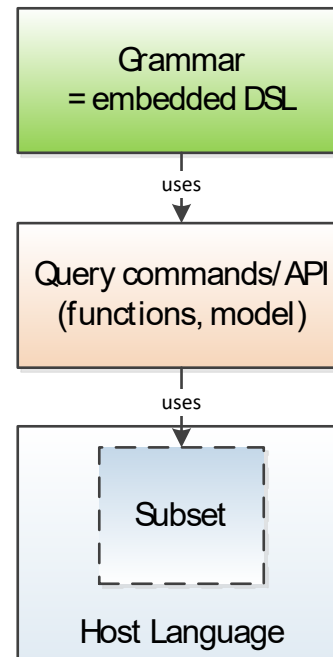 Grammar
= embedded DSL
uses
Query commands/API
(functions, model)
uses
Subset
Host Language